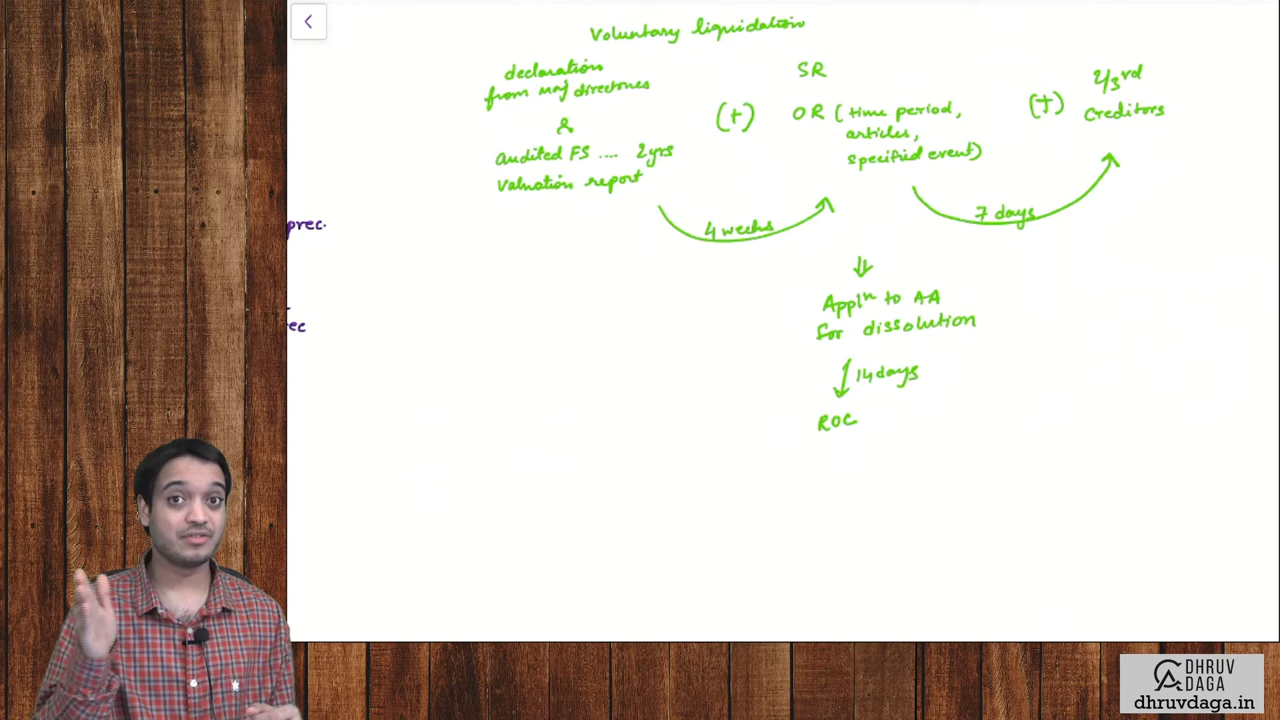 Voluntary liquidation
declaration
from maj directores
&
audited FS .... 2yrs
valuation report
(+)
SR
OR (time period,
articles,
specified event)
(+)
2/3rd
creditors
4 weeks
7 days
Applⁿ to AA
for dissolution
14 days
ROC
prec.
ec
DHRUV
DAGA
dhruvdaga.in